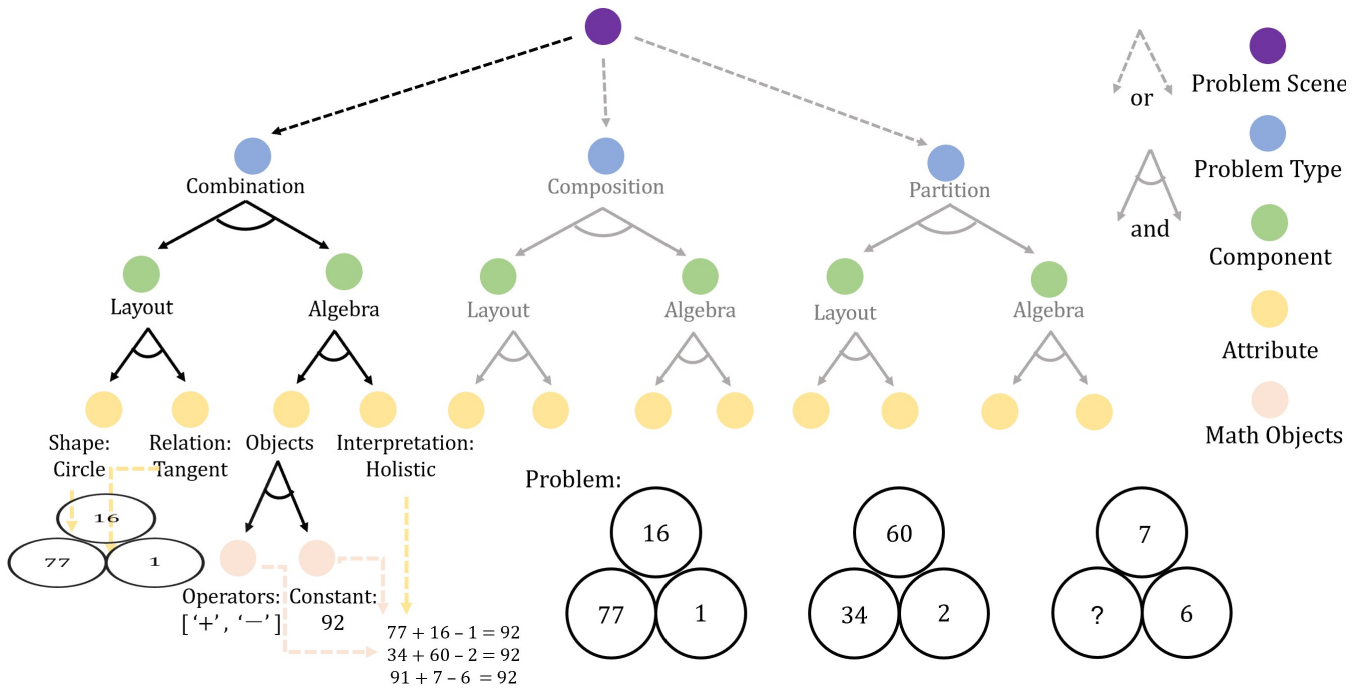 or
Problem Scene
Problem Type
and
Component
Attribute
Math Objects
Combination
Composition
Partition
Layout
Algebra
Layout
Algebra
Layout
Algebra
Shape:
Circle
Relation:
Tangent
Objects
Interpretation:
Holistic
16
77
1
Operators:
[ ‘+’, ‘—’ ]
Constant:
92
77 + 16 – 1 = 92
34 + 60 – 2 = 92
91 + 7 – 6 = 92
Problem:
16
77
1
60
34
2
7
?
6